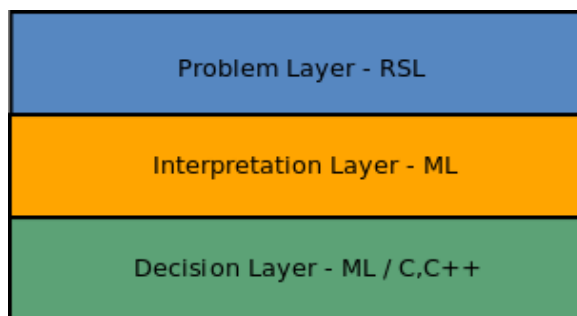 Problem Layer - RSL
Interpretation Layer - ML
Decision Layer - ML / C,C++